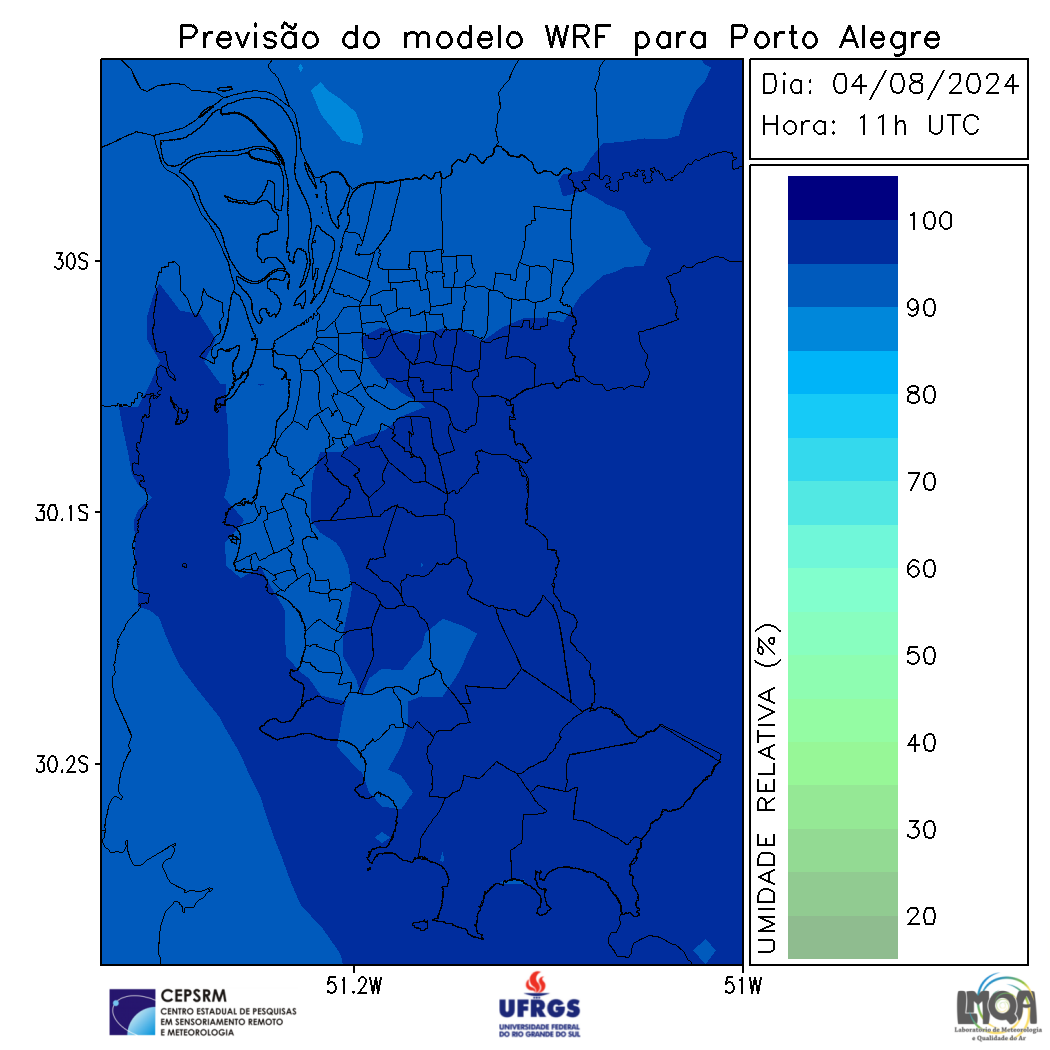 Previsão do modelo WRF para Porto Alegre
Dia: 04/08/2024
Hora: 11h UTC
30S
30.1S
30.2S
51.2W
51W
100
90
80
70
60
50
40
30
20
UMIDADE RELATIVA (%)
CEPSRM
CENTRO ESTADUAL DE PESQUISAS
EM SENSORIAMENTO REMOTO
E METEOROLOGIA
UFRGS
UNIVERSIDADE FEDERAL
DO RIO GRANDE DO SUL
LMQA
Laboratório de Meteorologia
e Qualidade do Ar